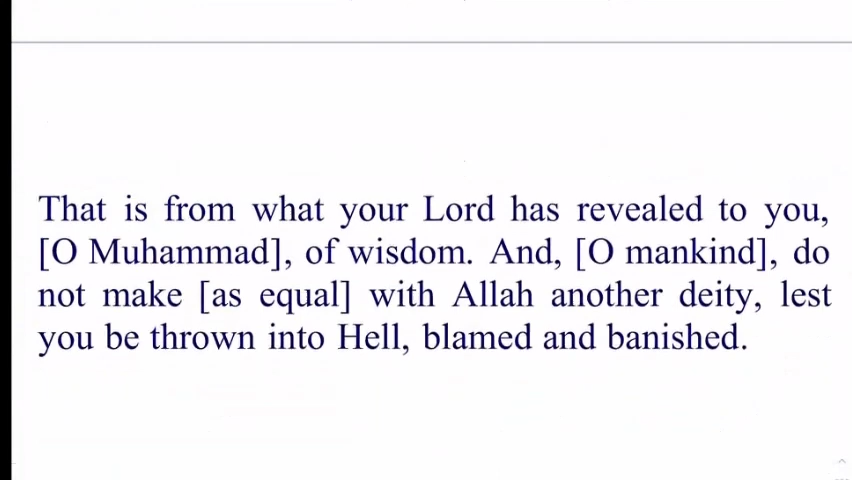 That is from what your Lord has revealed to you,
[O Muhammad], of wisdom. And, [O mankind], do
not make [as equal] with Allah another deity, lest
you be thrown into Hell, blamed and banished.